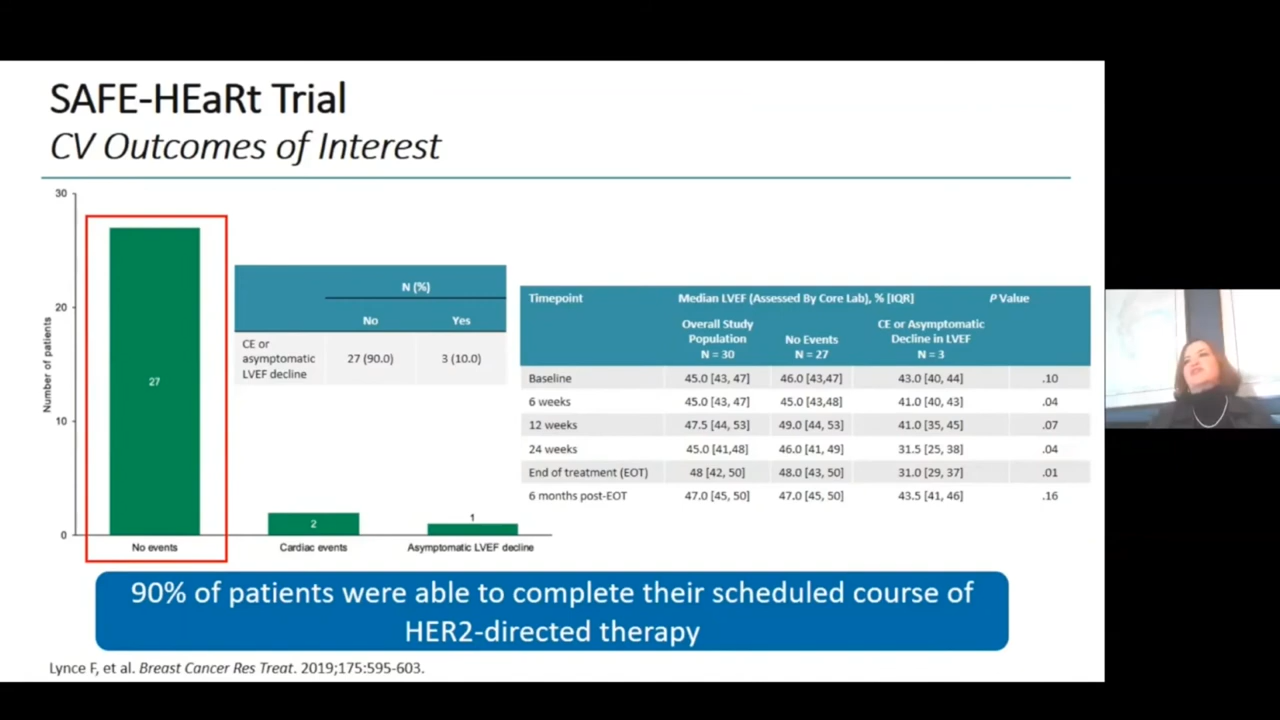 SAFE-HEaRt Trial
CV Outcomes of Interest
30
20
10
0
Number of patients
27
2
1
No events
Cardiac events
Asymptomatic LVEF decline
N (%)
No Yes
CE or
asymptomatic
LVEF decline
27 (90.0) 3 (10.0)
Timepoint Median LVEF (Assessed By Core Lab), % [IQR] P Value
Overall Study
Population
N = 30
No Events
N = 27
CE or Asymptomatic
Decline in LVEF
N = 3
Baseline 45.0 [43, 47] 46.0 [43,47] 43.0 [40, 44] .10
6 weeks 45.0 [43, 47] 45.0 [43,48] 41.0 [40, 43] .04
12 weeks 47.5 [44, 53] 49.0 [44, 53] 41.0 [35, 45] .07
24 weeks 45.0 [41,48] 46.0 [41, 49] 31.5 [25, 38] .04
End of treatment (EOT) 48 [42, 50] 48.0 [43, 50] 31.0 [29, 37] .01
6 months post-EOT 47.0 [45, 50] 47.0 [45, 50] 43.5 [41, 46] .16
90% of patients were able to complete their scheduled course of
HER2-directed therapy
Lynce F, et al. Breast Cancer Res Treat. 2019;175:595-603.